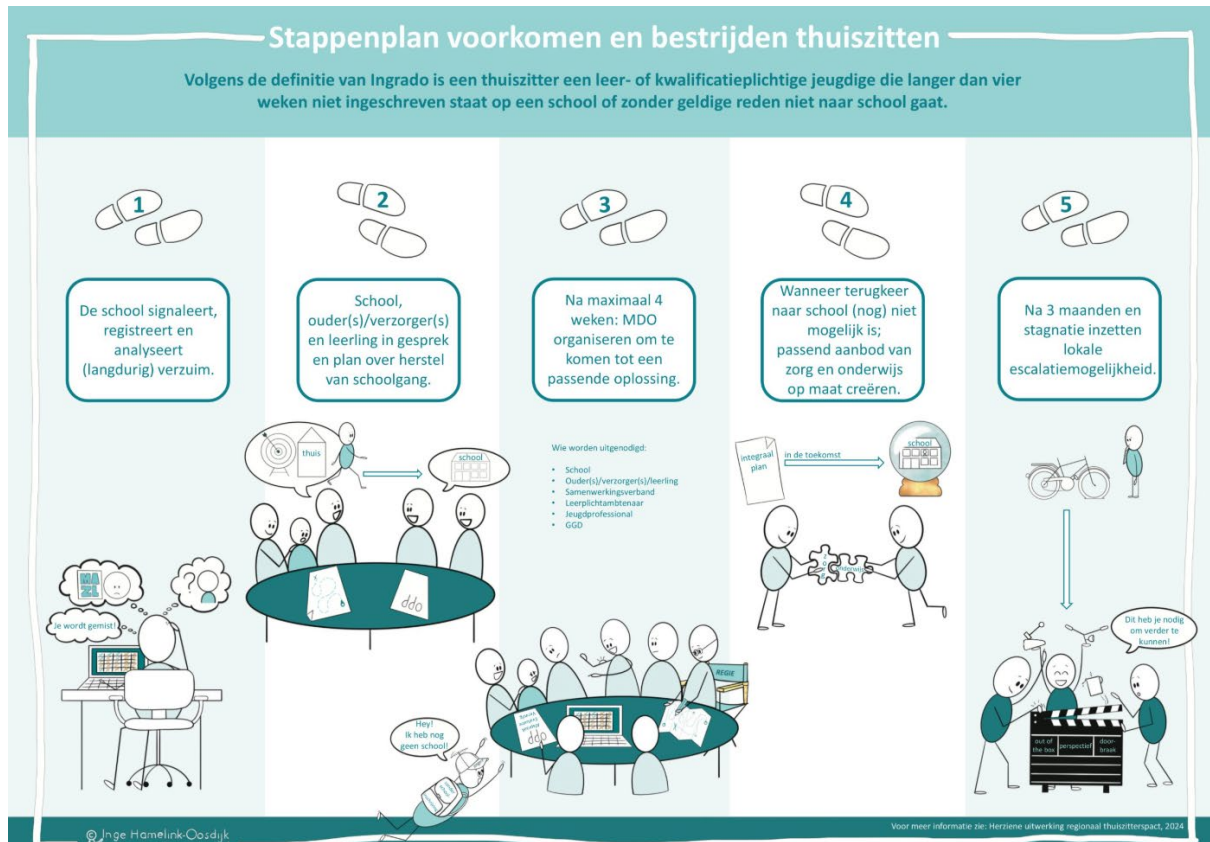 Stappenplan voorkomen en bestrijden thuiszitten
Volgens de definitie van Ingrado is een thuiszitter een leer- of kwalificatieplichtige jeugdige die langer dan vier
weken niet ingeschreven staat op een school of zonder geldige reden niet naar school gaat.
1
De school signaleert,
registreert en
analyseert
(langdurig) verzuim.
MA
ZL
?
Je wordt gemist!
2
School,
ouder(s)/verzorger(s)
en leerling in gesprek
en plan over herstel
van schoolgang.
thuis
school
opp
3
Na maximaal 4
weken: MDO
organiseren om te
komen tot een
passende oplossing.
Wie worden uitgenodigd:
• School
• Ouder(s)/verzorger(s)/leerling
• Samenwerkingsverband
• Leerplichtambtenaar
• Jeugdprofessional
• GGD
REGIE
opp
Hey!
Ik heb nog
geen school!
4
Wanneer terugkeer
naar school (nog) niet
mogelijk is;
passend aanbod van
zorg en onderwijs
op maat creëren.
integraal
plan
in de toekomst
school
zorg
onderwijs
5
Na 3 maanden en
stagnatie inzetten
lokale
escalatiemogelijkheid.
Dit heb je nodig
om verder te
kunnen!
out of
the box
perspectief
door-
braak
© Inge Hamelink-Oosdijk
Voor meer informatie zie: Herziene uitwerking regionaal thuiszitterspact, 2024